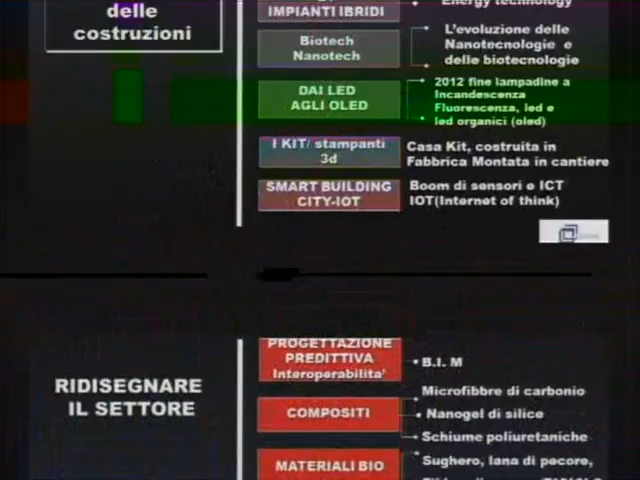 delle
costruzioni
IMPIANTI IBRIDI
Energy technology
Biotech
Nanotech
L'evoluzione delle
Nanotecnologie e
delle biotecnologie
DAI LED
AGLI OLED
2012 fine lampadine a
Incandescenza
Fluorescenza, led e
led organici (oled)
I KIT/ stampanti
3d
Casa Kit, costruita in
Fabbrica Montata in cantiere
SMART BUILDING
CITY-IOT
Boom di sensori e ICT
IOT(Internet of think)
RIDISEGNARE
IL SETTORE
PROGETTAZIONE
PREDITTIVA
Interoperabilita'
B.I. M
COMPOSITI
Microfibbre di carbonio
Nanogel di silice
Schiume poliuretaniche
MATERIALI BIO
Sughero, lana di pecore,